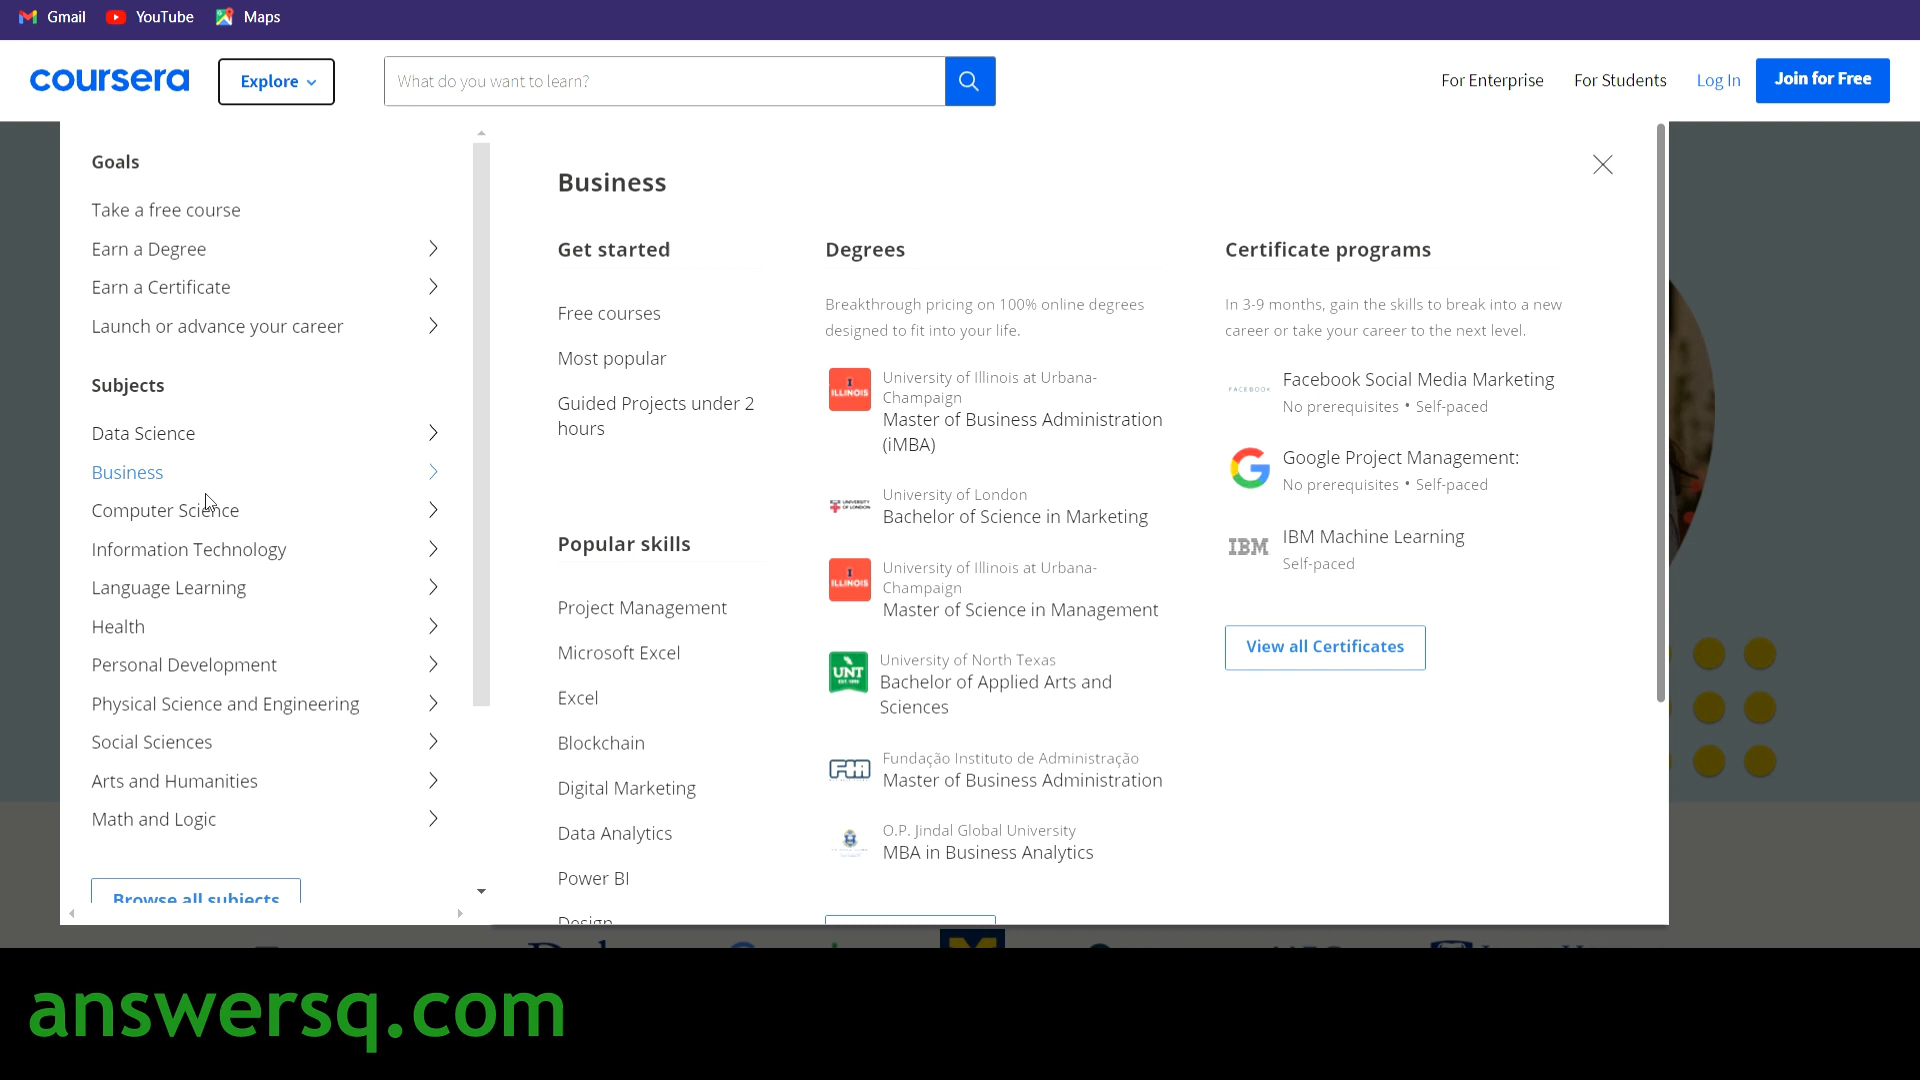 Gmail
YouTube
Maps
coursera
Explore
What do you want to learn?
For Enterprise
For Students
Log In
Join for Free
Goals
Take a free course
Earn a Degree
Earn a Certificate
Launch or advance your career
Subjects
Data Science
Business
Computer Science
Information Technology
Language Learning
Health
Personal Development
Physical Science and Engineering
Social Sciences
Arts and Humanities
Math and Logic
Browse all subjects
Business
Get started
Free courses
Most popular
Guided Projects under 2
hours
Popular skills
Project Management
Microsoft Excel
Excel
Blockchain
Digital Marketing
Data Analytics
Power BI
Design
Degrees
Breakthrough pricing on 100% online degrees
designed to fit into your life.
ILLINOIS
University of Illinois at Urbana-
Champaign
Master of Business Administration
(iMBA)
UNIVERSITY
OF LONDON
University of London
Bachelor of Science in Marketing
ILLINOIS
University of Illinois at Urbana-
Champaign
Master of Science in Management
UNT
EST. 1890
University of North Texas
Bachelor of Applied Arts and
Sciences
FIA
Fundação Instituto de Administração
Master of Business Administration
O.P. Jindal Global University
MBA in Business Analytics
Certificate programs
In 3-9 months, gain the skills to break into a new
career or take your career to the next level.
FACEBOOK
Facebook Social Media Marketing
No prerequisites • Self-paced
Google Project Management:
No prerequisites • Self-paced
IBM
IBM Machine Learning
Self-paced
View all Certificates
answersq.com